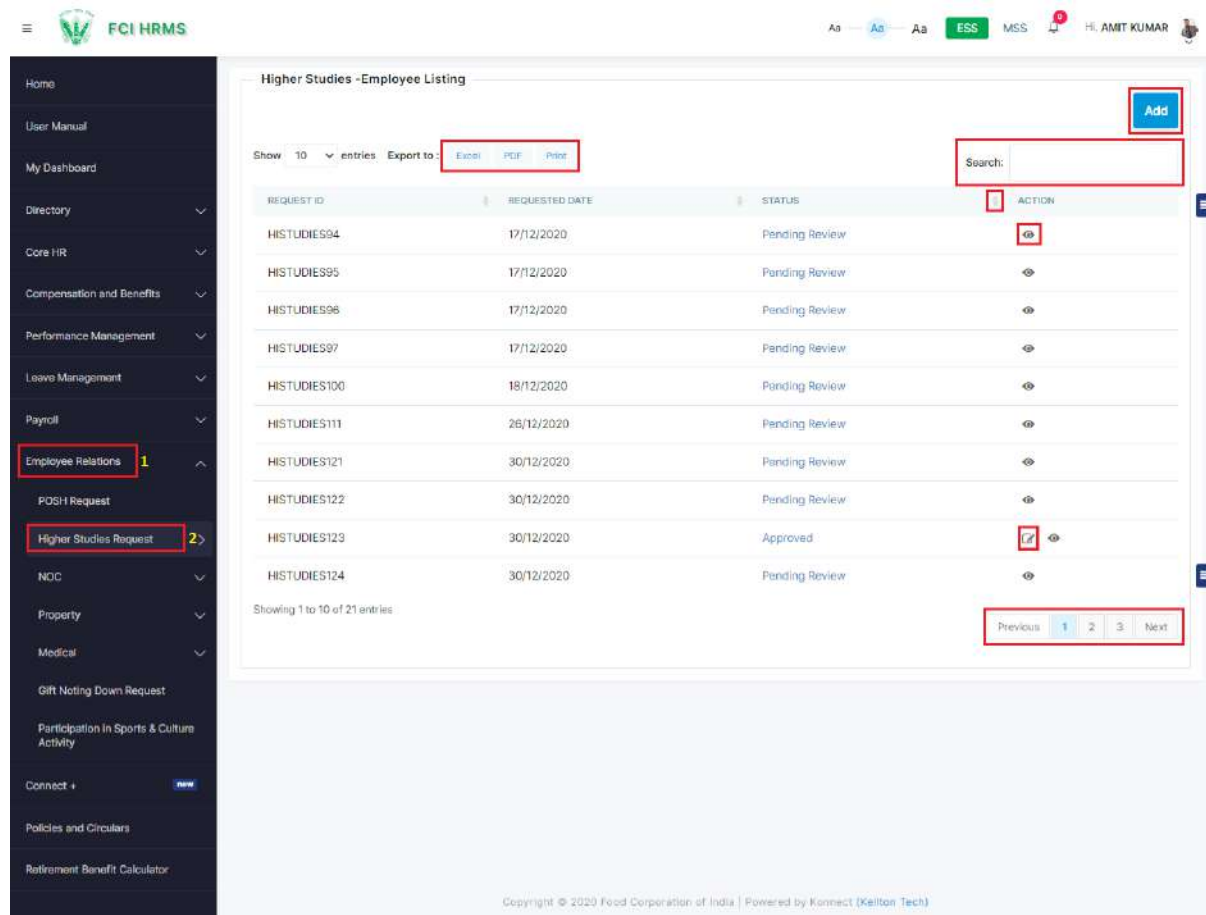 FCI HRMS
Aa Aa Aa ESS MSS 0 Hi, AMIT KUMAR
Home
User Manual
My Dashboard
Directory
Core HR
Compensation and Benefits
Performance Management
Leave Management
Payroll
Employee Relations 1
POSH Request
Higher Studies Request 2
NOC
Property
Medical
Gift Noting Down Request
Participation in Sports & Culture
Activity
Connect + new
Policies and Circulars
Retirement Benefit Calculator
Higher Studies -Employee Listing
Add
Show 10 entries Export to : Excel PDF Print
Search:
REQUEST ID REQUESTED DATE STATUS ACTION
HISTUDIES94 17/12/2020 Pending Review
HISTUDIES95 17/12/2020 Pending Review
HISTUDIES96 17/12/2020 Pending Review
HISTUDIES97 17/12/2020 Pending Review
HISTUDIES100 18/12/2020 Pending Review
HISTUDIES111 26/12/2020 Pending Review
HISTUDIES121 30/12/2020 Pending Review
HISTUDIES122 30/12/2020 Pending Review
HISTUDIES123 30/12/2020 Approved
HISTUDIES124 30/12/2020 Pending Review
Showing 1 to 10 of 21 entries
Previous 1 2 3 Next
Copyright © 2020 Food Corporation of India | Powered by Konnect (Kellton Tech)